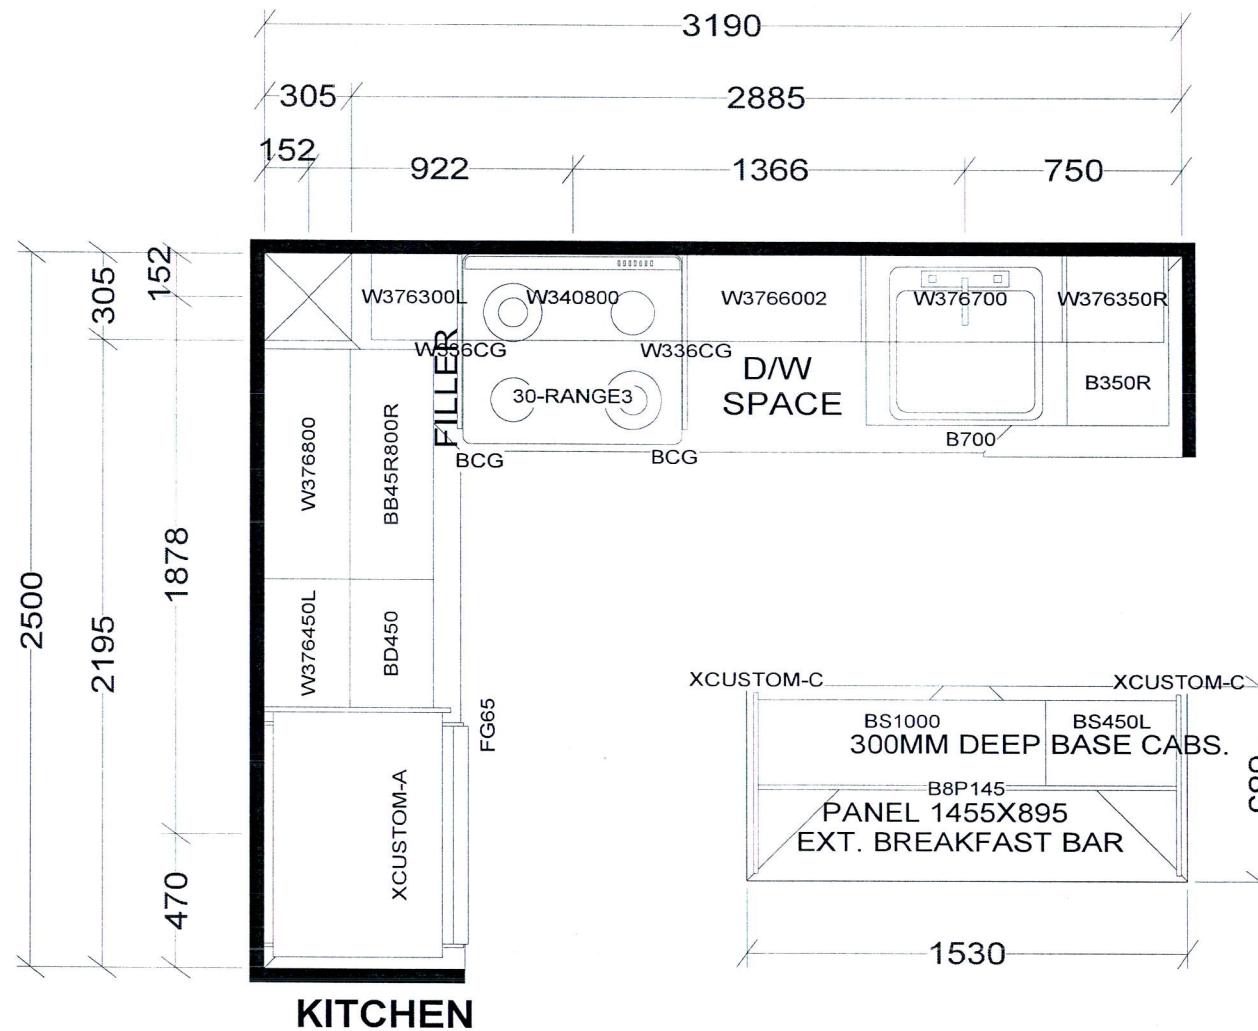 3190
305
2885
152
922
1366
750
152
305
W376300L
W340800
W3766002
W376700
W376350R
W336CG
W336CG
FILLER
30-RANGE3
D/W
SPACE
B350R
B700
BCG
BCG
W376800
BB45R800R
1878
2500
2195
W376450L
BD450
FG65
XCUSTOM-A
470
XCUSTOM-C
XCUSTOM-C
BS1000
BS450L
300MM DEEP BASE CABS.
B8P145
PANEL 1455X895
EXT. BREAKFAST BAR
1530
KITCHEN